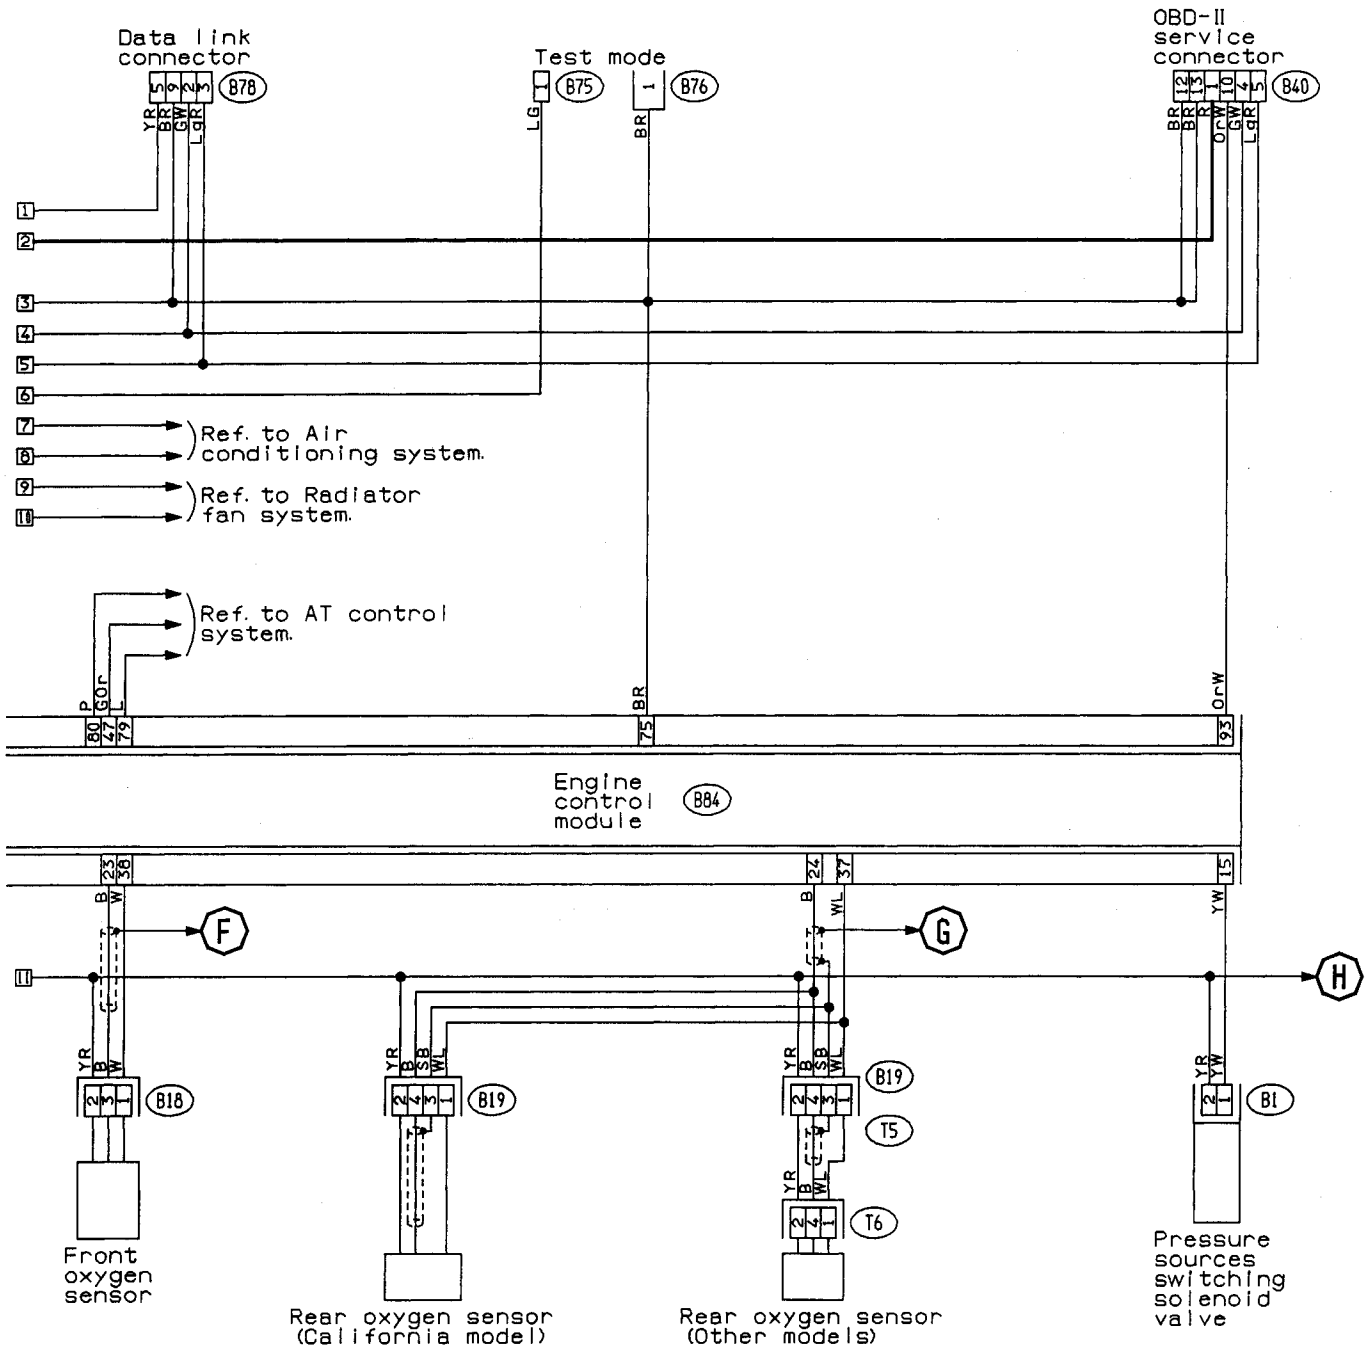 Data link
connector
5 9 2 3
B78
YR BR GW LgR
Test mode
1
B75
LG
1
B76
BR
OBD-II
service
connector
12 13 1 10 4 5
B40
BR BR R OrW GW LgR
1
2
3
4
5
6
7
8
9
10
Ref. to Air
conditioning system.
Ref. to Radiator
fan system.
Ref. to AT control
system.
P GOr L
BR
OrW
80 47 79
75
93
Engine
control
module
B84
23 38
24 37
15
B W
B WL
YW
F
G
11
H
YR B W
YR B SB WL
YR B SB WL
YR YW
2 3 1
B18
2 4 3 1
B19
2 4 3 1
B19
2 1
B1
T5
YR B WL
2 4 1
T6
Front
oxygen
sensor
Rear oxygen sensor
(California model)
Rear oxygen sensor
(Other models)
Pressure
sources
switching
solenoid
valve